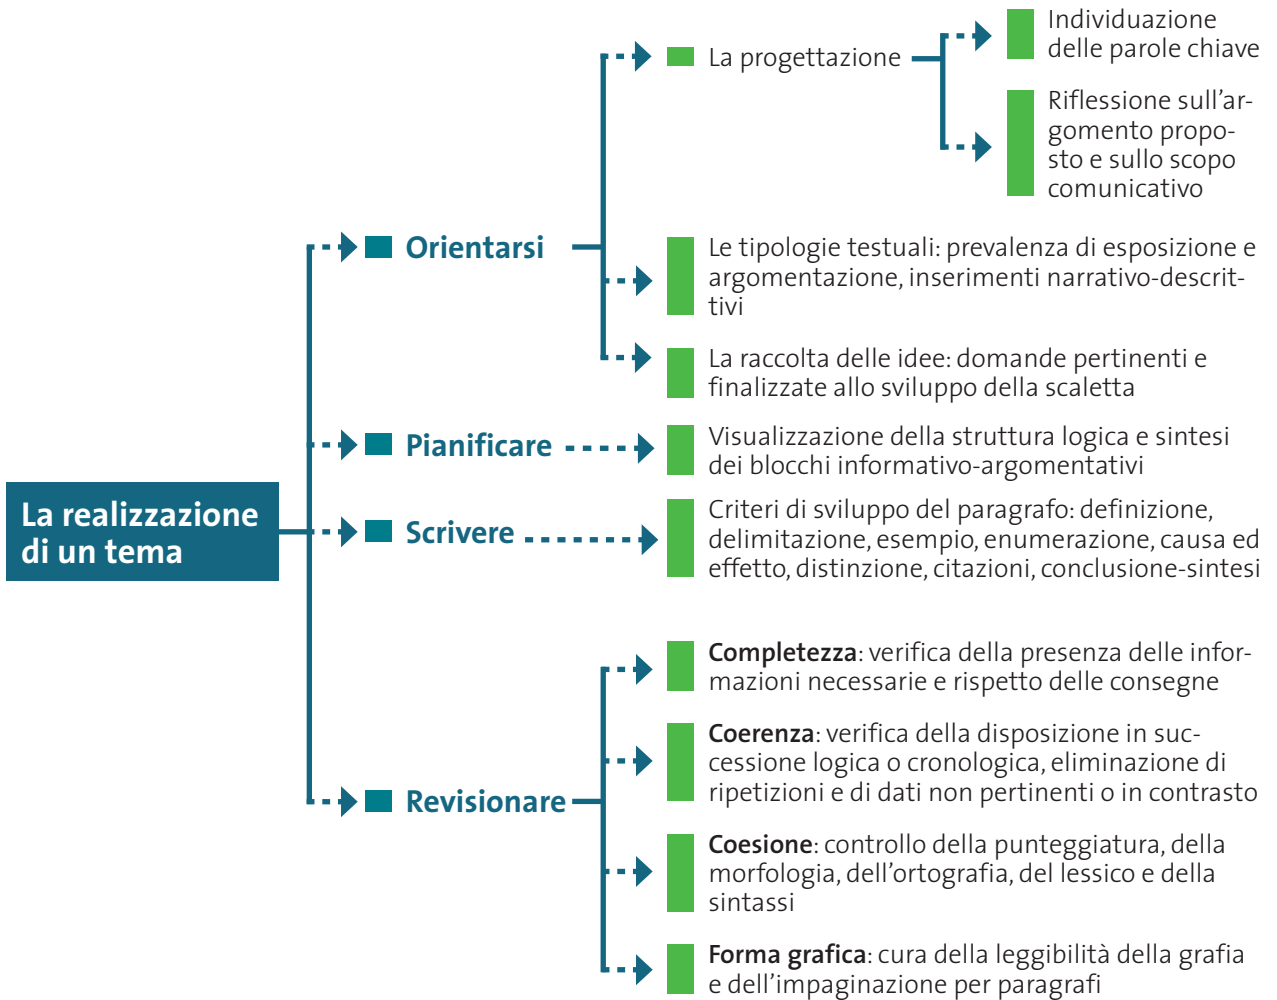 La realizzazione
di un tema
Orientarsi
La progettazione
Individuazione
delle parole chiave
Riflessione sull'ar-
gomento propo-
sto e sullo scopo
comunicativo
Le tipologie testuali: prevalenza di esposizione e
argomentazione, inserimenti narrativo-descrit-
tivi
La raccolta delle idee: domande pertinenti e
finalizzate allo sviluppo della scaletta
Pianificare
Visualizzazione della struttura logica e sintesi
dei blocchi informativo-argomentativi
Scrivere
Criteri di sviluppo del paragrafo: definizione,
delimitazione, esempio, enumerazione, causa ed
effetto, distinzione, citazioni, conclusione-sintesi
Revisionare
Completezza: verifica della presenza delle infor-
mazioni necessarie e rispetto delle consegne
Coerenza: verifica della disposizione in suc-
cessione logica o cronologica, eliminazione di
ripetizioni e di dati non pertinenti o in contrasto
Coesione: controllo della punteggiatura, della
morfologia, dell'ortografia, del lessico e della
sintassi
Forma grafica: cura della leggibilità della grafia
e dell'impaginazione per paragrafi